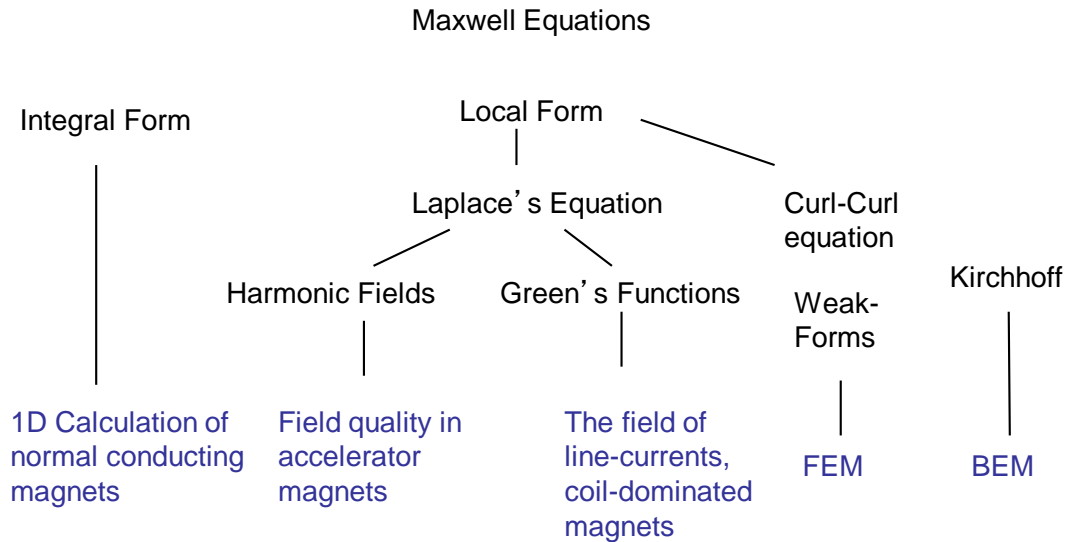 Maxwell Equations
Integral Form
Local Form
Laplace’s Equation
Curl-Curl
equation
Harmonic Fields
Green’s Functions
Weak-
Forms
Kirchhoff
1D Calculation of
normal conducting
magnets
Field quality in
accelerator
magnets
The field of
line-currents,
coil-dominated
magnets
FEM
BEM